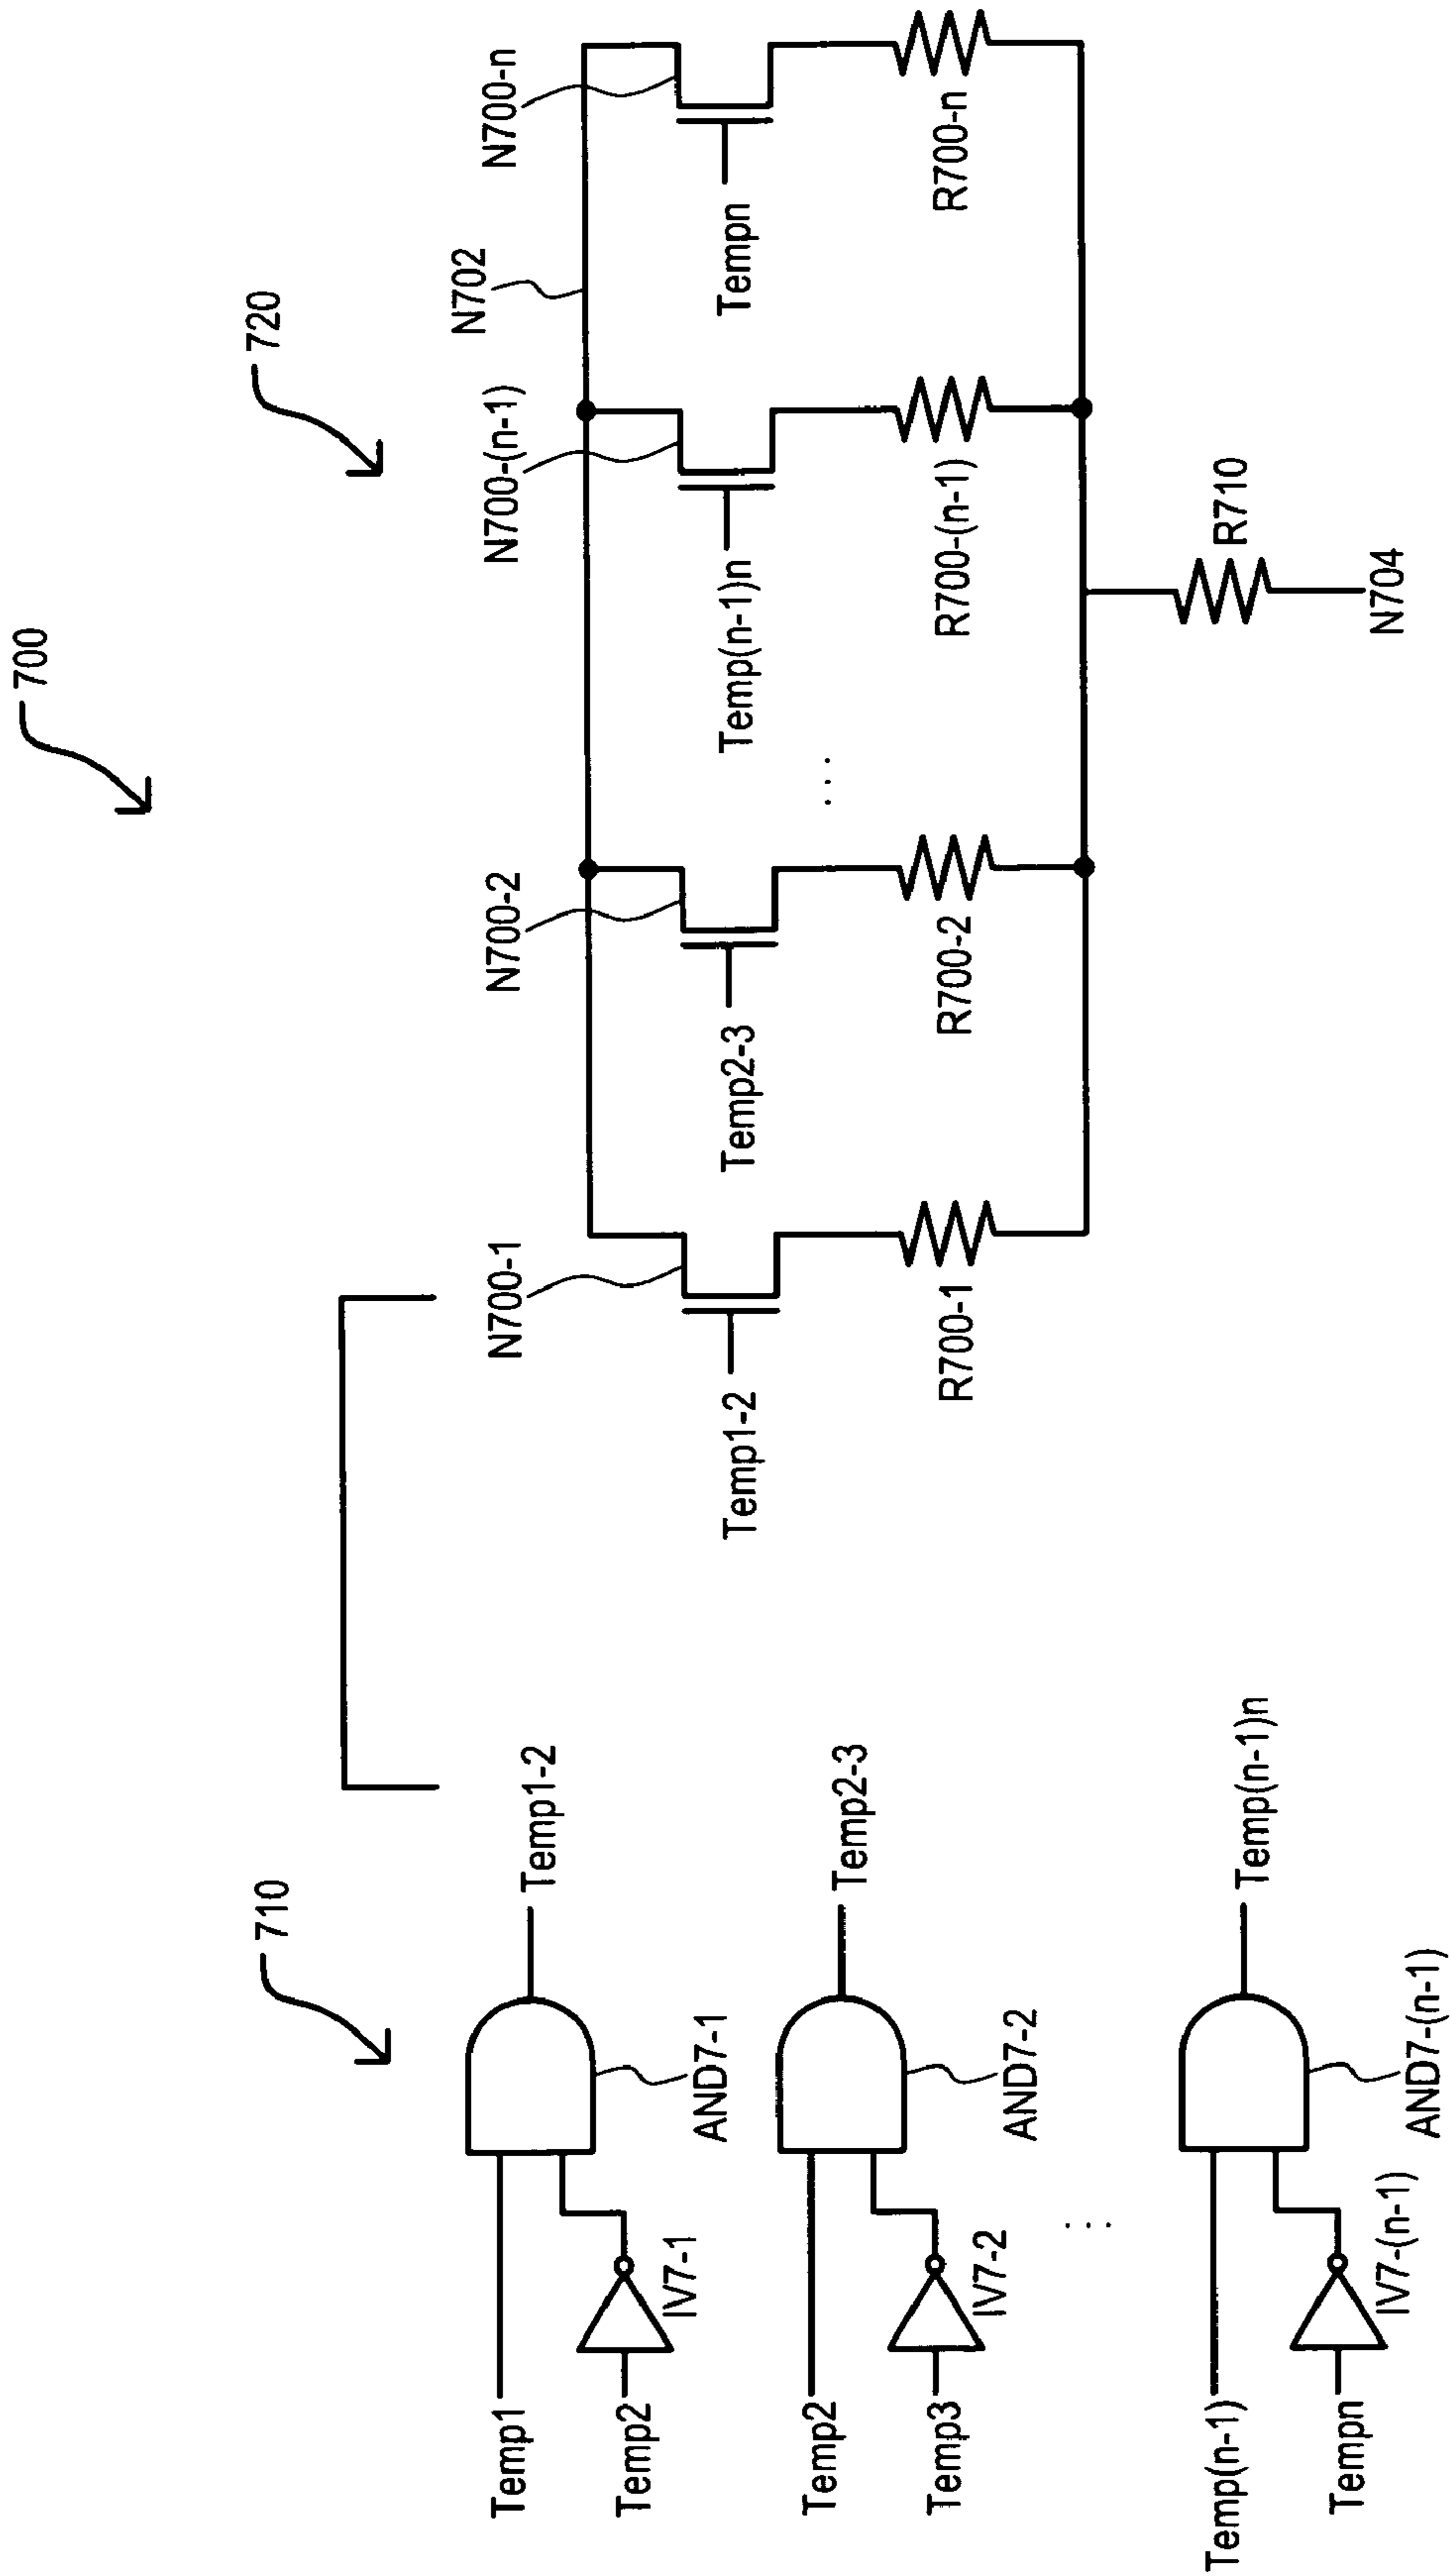 700
710
Temp1
Temp2
IV7-1
AND7-1
Temp1-2
Temp2
Temp3
IV7-2
AND7-2
Temp2-3
...
Temp(n-1)
Tempn
IV7-(n-1)
AND7-(n-1)
Temp(n-1)n
720
N702
N700-1
N700-2
N700-(n-1)
N700-n
Temp1-2
Temp2-3
...
Temp(n-1)n
Tempn
R700-1
R700-2
R700-(n-1)
R700-n
R710
N704